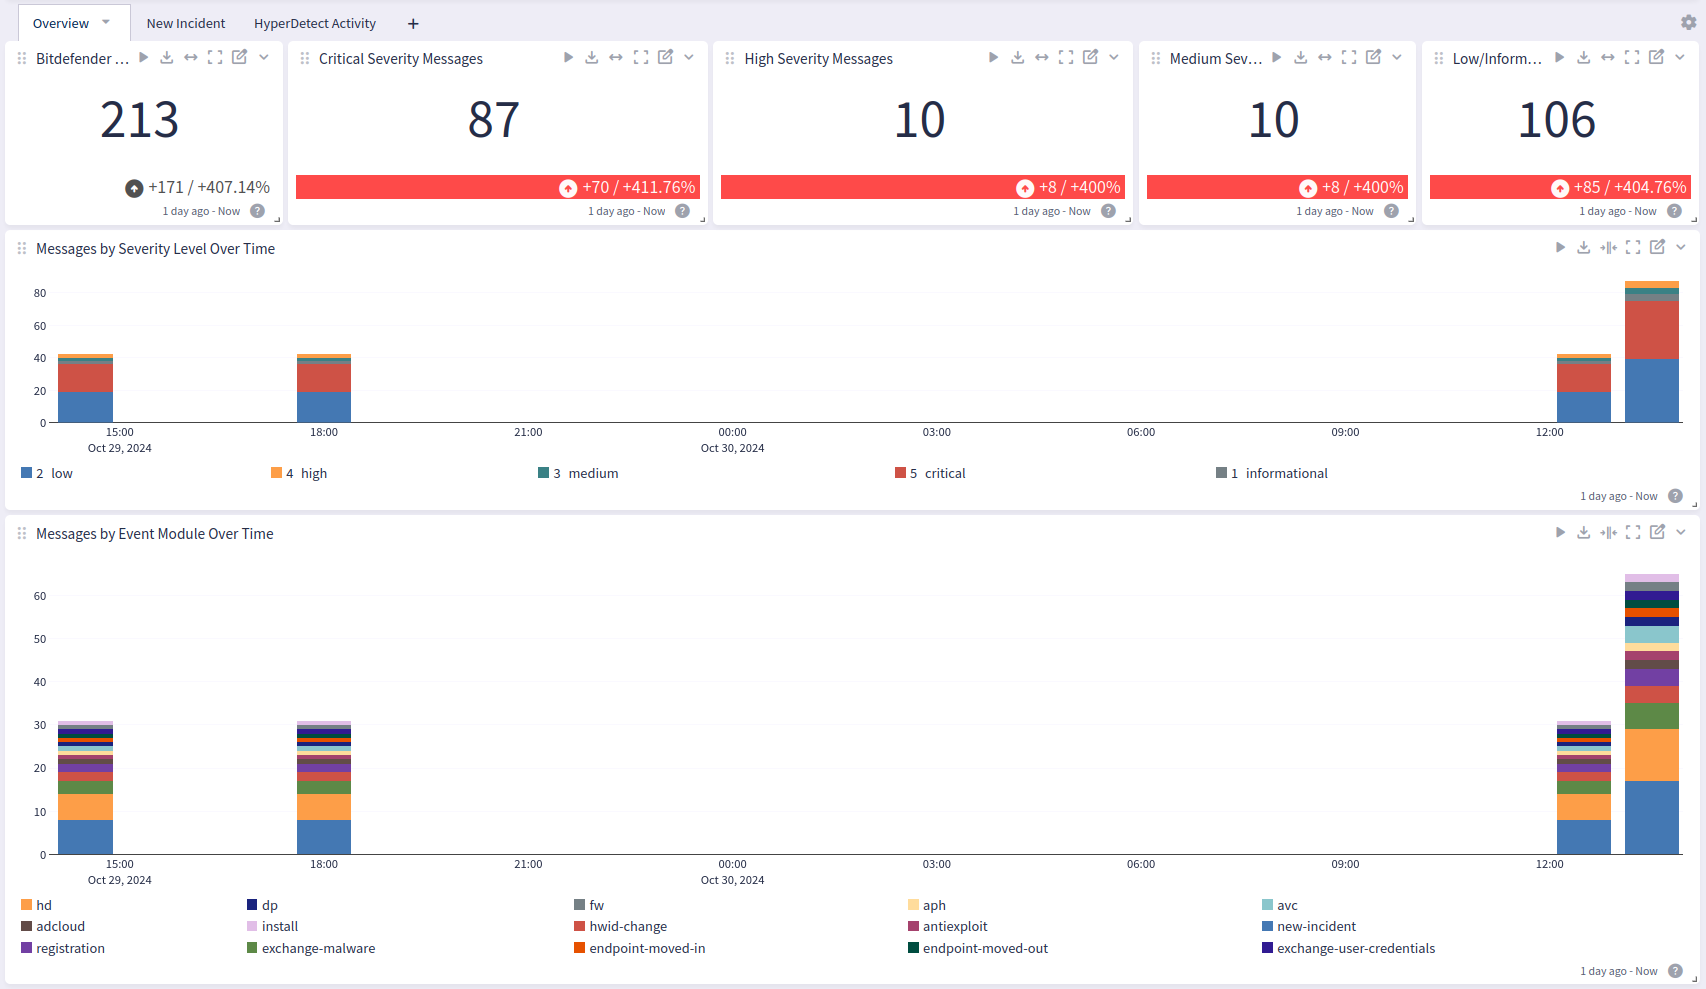 Overview New Incident HyperDetect Activity +
Bitdefender ... Critical Severity Messages High Severity Messages Medium Sev... Low/Inform...
213 87 10 10 106
+171 / +407.14% +70 / +411.76% +8 / +400% +8 / +400% +85 / +404.76%
1 day ago - Now ? 1 day ago - Now ? 1 day ago - Now ? 1 day ago - Now ? 1 day ago - Now ?
Messages by Severity Level Over Time
80
60
40
20
0
15:00 18:00 21:00 00:00 03:00 06:00 09:00 12:00
Oct 29, 2024 Oct 30, 2024
2 low 4 high 3 medium 5 critical 1 informational
1 day ago - Now ?
Messages by Event Module Over Time
60
50
40
30
20
10
0
15:00 18:00 21:00 00:00 03:00 06:00 09:00 12:00
Oct 29, 2024 Oct 30, 2024
hd dp fw aph avc
adcloud install hwid-change antiexploit new-incident
registration exchange-malware endpoint-moved-in endpoint-moved-out exchange-user-credentials
1 day ago - Now ?